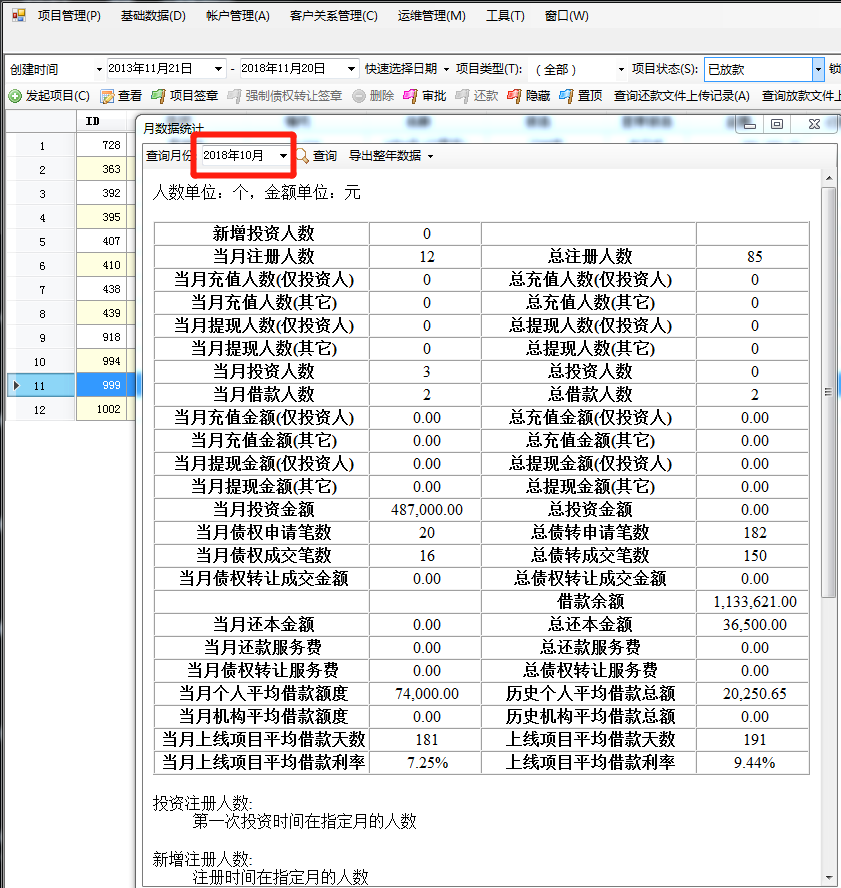 项目管理(P) 基础数据(D) 帐户管理(A) 客户关系管理(C) 运维管理(M) 工具(T) 窗口(W)
创建时间 2013年11月21日 - 2018年11月20日 快速选择日期 项目类型(T): （全部） 项目状态(S): 已放款 锁
发起项目(C) 查看 项目签章 强制债权转让签章 删除 审批 还款 隐藏 置顶 查询还款文件上传记录(A) 查询放款文件上
ID
1 728
2 363
3 392
4 395
5 407
6 410
7 438
8 439
9 918
10 994
11 999
12 1002
月数据统计
查询月份 2018年10月 查询 导出整年数据
人数单位：个，金额单位：元
新增投资人数 0
当月注册人数 12 总注册人数 85
当月充值人数(仅投资人) 0 总充值人数(仅投资人) 0
当月充值人数(其它) 0 总充值人数(其它) 0
当月提现人数(仅投资人) 0 总提现人数(仅投资人) 0
当月提现人数(其它) 0 总提现人数(其它) 0
当月投资人数 3 总投资人数 0
当月借款人数 2 总借款人数 2
当月充值金额(仅投资人) 0.00 总充值金额(仅投资人) 0.00
当月充值金额(其它) 0.00 总充值金额(其它) 0.00
当月提现金额(仅投资人) 0.00 总提现金额(仅投资人) 0.00
当月提现金额(其它) 0.00 总提现金额(其它) 0.00
当月投资金额 487,000.00 总投资金额 0.00
当月债权申请笔数 20 总债转申请笔数 182
当月债权成交笔数 16 总债转成交笔数 150
当月债权转让成交金额 0.00 总债权转让成交金额 0.00
借款余额 1,133,621.00
当月还本金额 0.00 总还本金额 36,500.00
当月还款服务费 0.00 总还款服务费 0.00
当月债权转让服务费 0.00 总债权转让服务费 0.00
当月个人平均借款额度 74,000.00 历史个人平均借款总额 20,250.65
当月机构平均借款额度 0.00 历史机构平均借款总额 0.00
当月上线项目平均借款天数 181 上线项目平均借款天数 191
当月上线项目平均借款利率 7.25% 上线项目平均借款利率 9.44%
投资注册人数:
第一次投资时间在指定月的人数
新增注册人数:
注册时间在指定月的人数